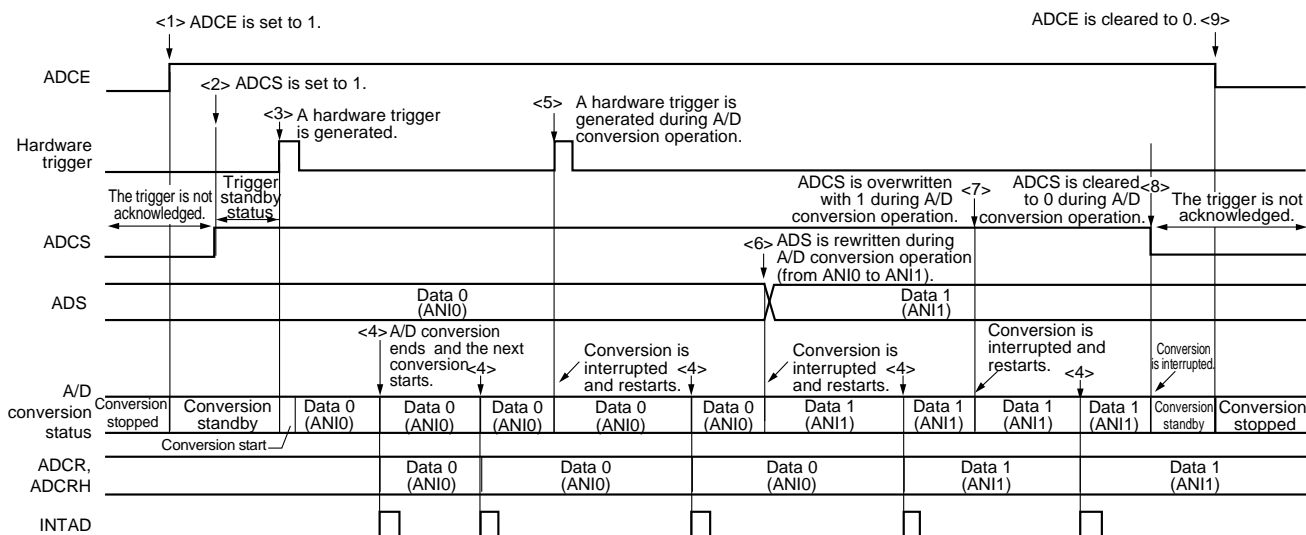 <1> ADCE is set to 1.
ADCE is cleared to 0. <9>
ADCE
<2> ADCS is set to 1.
<3> A hardware trigger
is generated.
<5> A hardware trigger is
generated during A/D
conversion operation.
Hardware
trigger
The trigger is not
acknowledged.
Trigger
standby
status
ADCS is overwritten
with 1 during A/D
conversion operation.
<7>
ADCS is cleared
to 0 during A/D
conversion operation.
<8>
The trigger is not
acknowledged.
ADCS
<6> ADS is rewritten during
A/D conversion operation
(from ANI0 to ANI1).
ADS
Data 0
(ANI0)
Data 1
(ANI1)
<4> A/D conversion
ends and the next
conversion
starts.
<4>
Conversion is
interrupted
and restarts.
<4>
Conversion is
interrupted
and restarts.
<4>
Conversion is
interrupted and
restarts.
<4>
Conversion
is interrupted.
A/D
conversion
status
Conversion
stopped
Conversion
standby
Conversion start
Data 0
(ANI0)
Data 0
(ANI0)
Data 0
(ANI0)
Data 0
(ANI0)
Data 0
(ANI0)
Data 1
(ANI1)
Data 1
(ANI1)
Data 1
(ANI1)
Data 1
(ANI1)
Conversion
standby
Conversion
stopped
ADCR,
ADCRH
Data 0
(ANI0)
Data 0
(ANI0)
Data 0
(ANI0)
Data 1
(ANI1)
Data 1
(ANI1)
INTAD